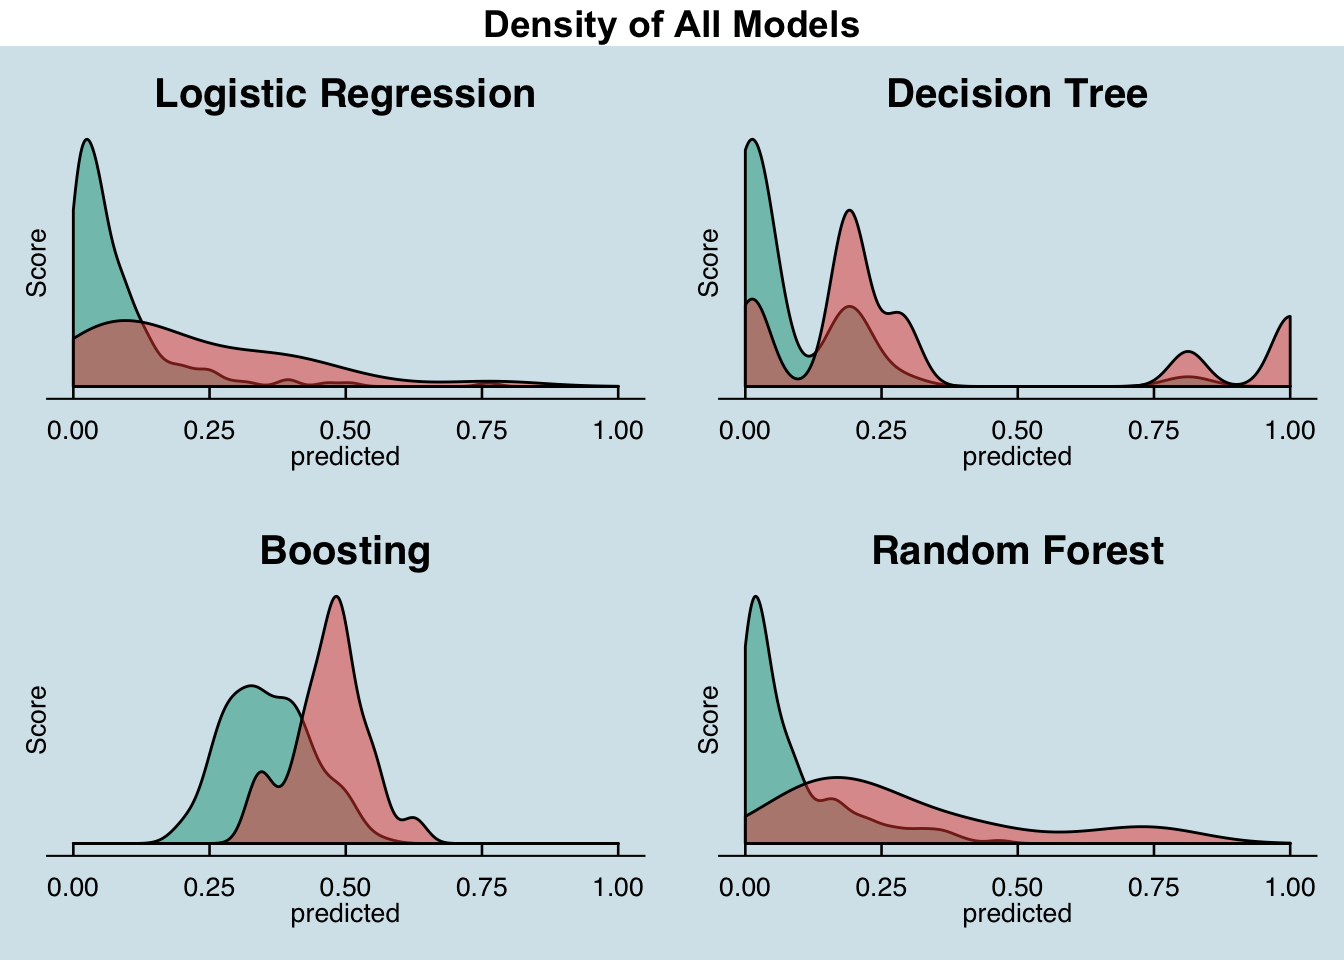 Density of All Models
Logistic Regression
Score
0.00 0.25 0.50 0.75 1.00
predicted
Decision Tree
Score
0.00 0.25 0.50 0.75 1.00
predicted
Boosting
Score
0.00 0.25 0.50 0.75 1.00
predicted
Random Forest
Score
0.00 0.25 0.50 0.75 1.00
predicted